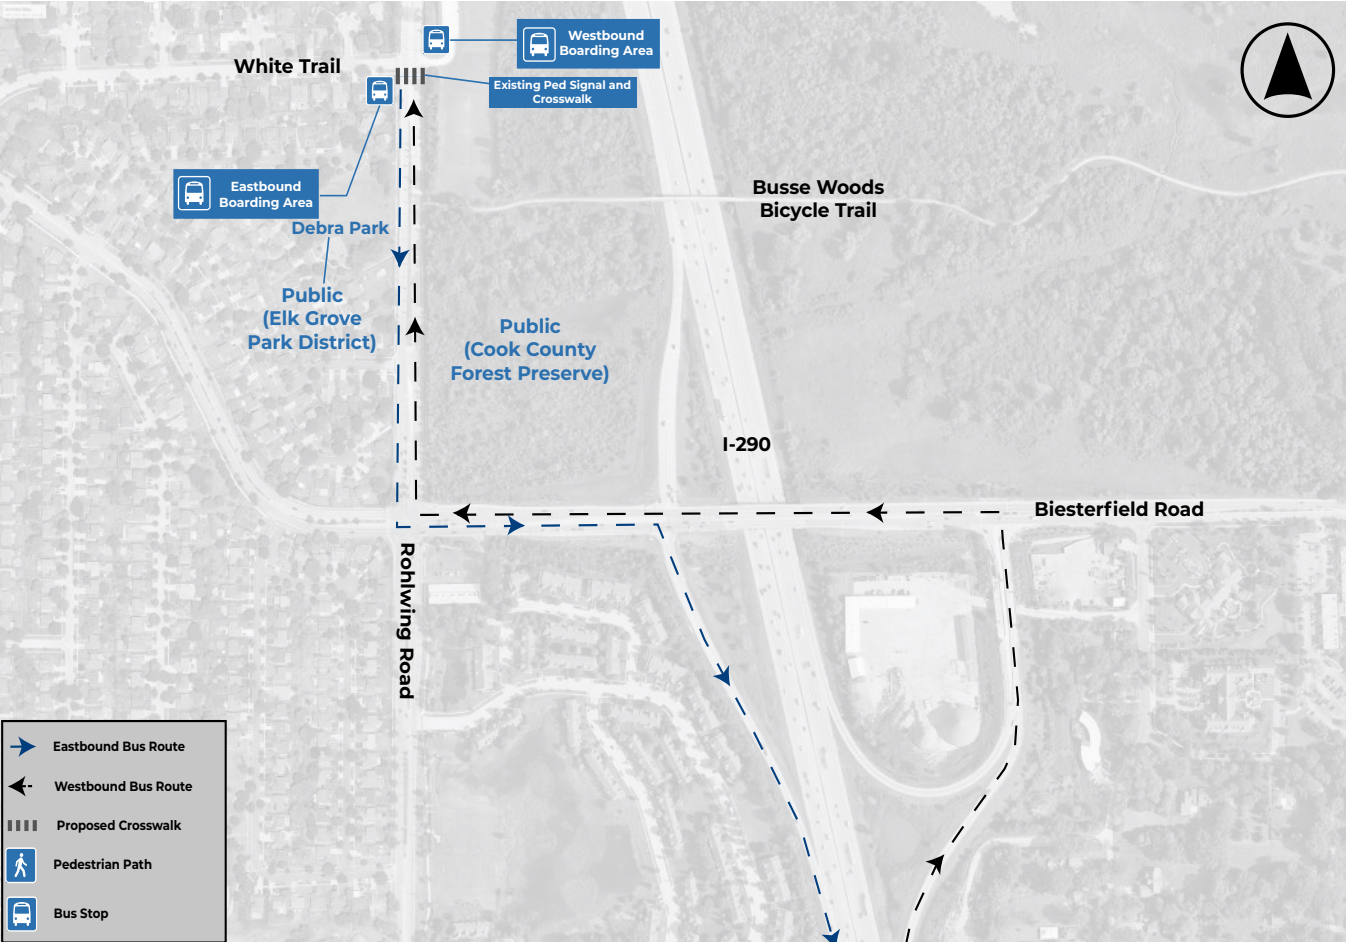 Westbound
Boarding Area
White Trail
Existing Ped Signal and
Crosswalk
Eastbound
Boarding Area
Busse Woods
Bicycle Trail
Debra Park
Public
(Elk Grove
Park District)
Public
(Cook County
Forest Preserve)
I-290
Biesterfield Road
Rohlwing Road
Eastbound Bus Route
Westbound Bus Route
Proposed Crosswalk
Pedestrian Path
Bus Stop